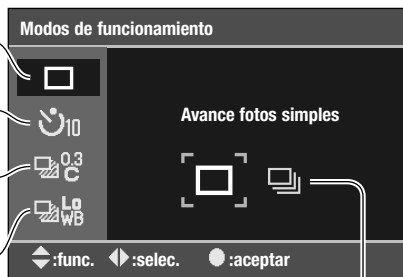 Modos de funcionamiento
10
Avance fotos simples
0.3
C
Lo
WB
:func. :selec. :aceptar